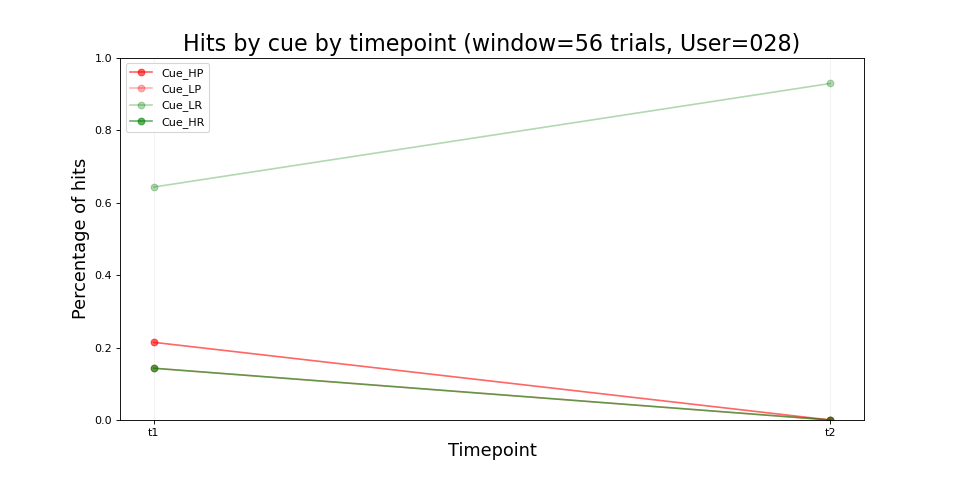 Hits by cue by timepoint (window=56 trials, User=028)
Cue_HP
Cue_LP
Cue_LR
Cue_HR
Percentage of hits
1.0
0.8
0.6
0.4
0.2
0.0
t1
t2
Timepoint